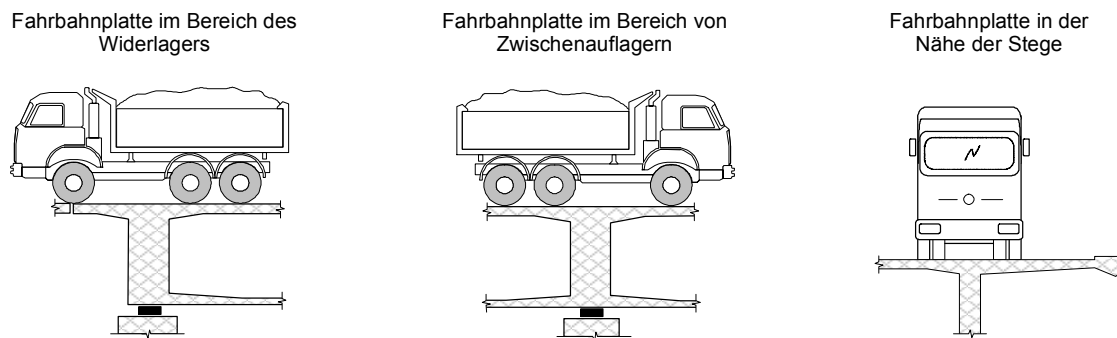 Fahrbahnplatte im Bereich des
Widerlagers
Fahrbahnplatte im Bereich von
Zwischenauflagern
Fahrbahnplatte in der
Nähe der Stege